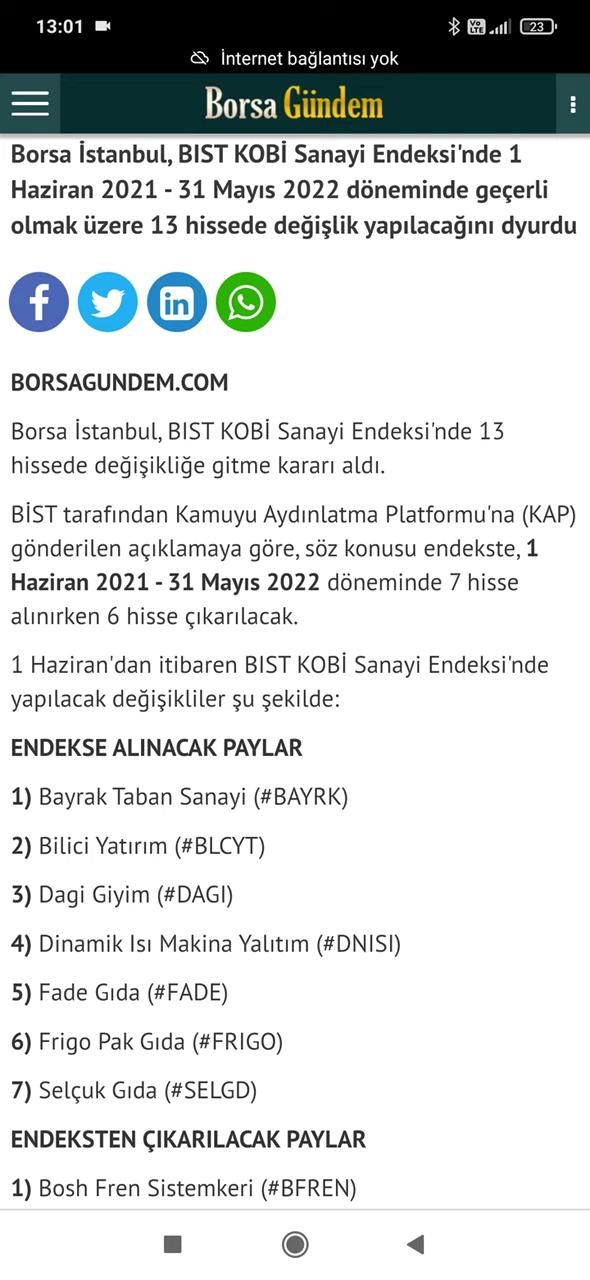 13:01
Vo LTE
23
İnternet bağlantısı yok
Borsa Gündem
Borsa İstanbul, BIST KOBİ Sanayi Endeksi'nde 1
Haziran 2021 - 31 Mayıs 2022 döneminde geçerli
olmak üzere 13 hissede değişlik yapılacağını dyurdu
BORSAGUNDEM.COM
Borsa İstanbul, BIST KOBİ Sanayi Endeksi'nde 13
hissede değişikliğe gitme kararı aldı.
BİST tarafından Kamuyu Aydınlatma Platformu'na (KAP)
gönderilen açıklamaya göre, söz konusu endekste, 1
Haziran 2021 - 31 Mayıs 2022 döneminde 7 hisse
alınırken 6 hisse çıkarılacak.
1 Haziran'dan itibaren BIST KOBİ Sanayi Endeksi'nde
yapılacak değişikliler şu şekilde:
ENDEKSE ALINACAK PAYLAR
1) Bayrak Taban Sanayi (#BAYRK)
2) Bilici Yatırım (#BLCYT)
3) Dagi Giyim (#DAGI)
4) Dinamik Isı Makina Yalıtım (#DNISI)
5) Fade Gıda (#FADE)
6) Frigo Pak Gıda (#FRIGO)
7) Selçuk Gıda (#SELGD)
ENDEKSTEN ÇIKARILACAK PAYLAR
1) Bosh Fren Sistemkeri (#BFREN)